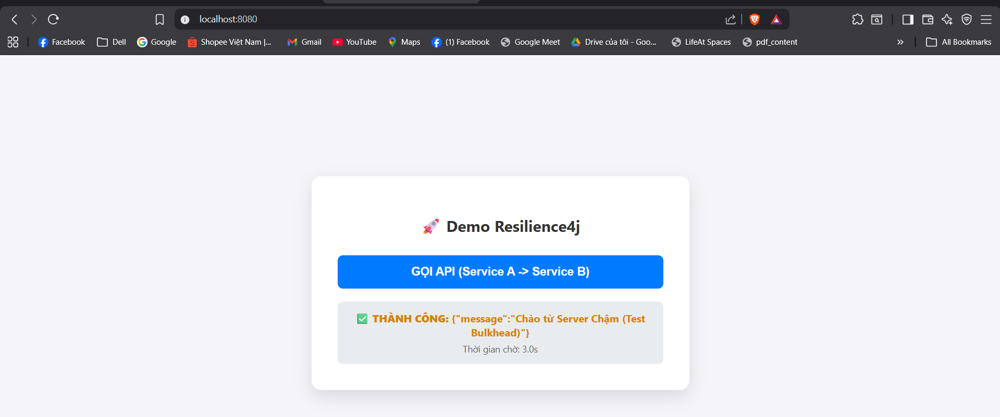 localhost:8080
Facebook
Dell
Google
Shopee Việt Nam |...
Gmail
YouTube
Maps
(1) Facebook
Google Meet
Drive của tôi - Goo...
LifeAt Spaces
pdf_content
»
All Bookmarks
🚀 Demo Resilience4j
GỌI API (Service A -> Service B)
✅ THÀNH CÔNG: {"message":"Chào từ Server Chậm (Test
Bulkhead)"}
Thời gian chờ: 3.0s